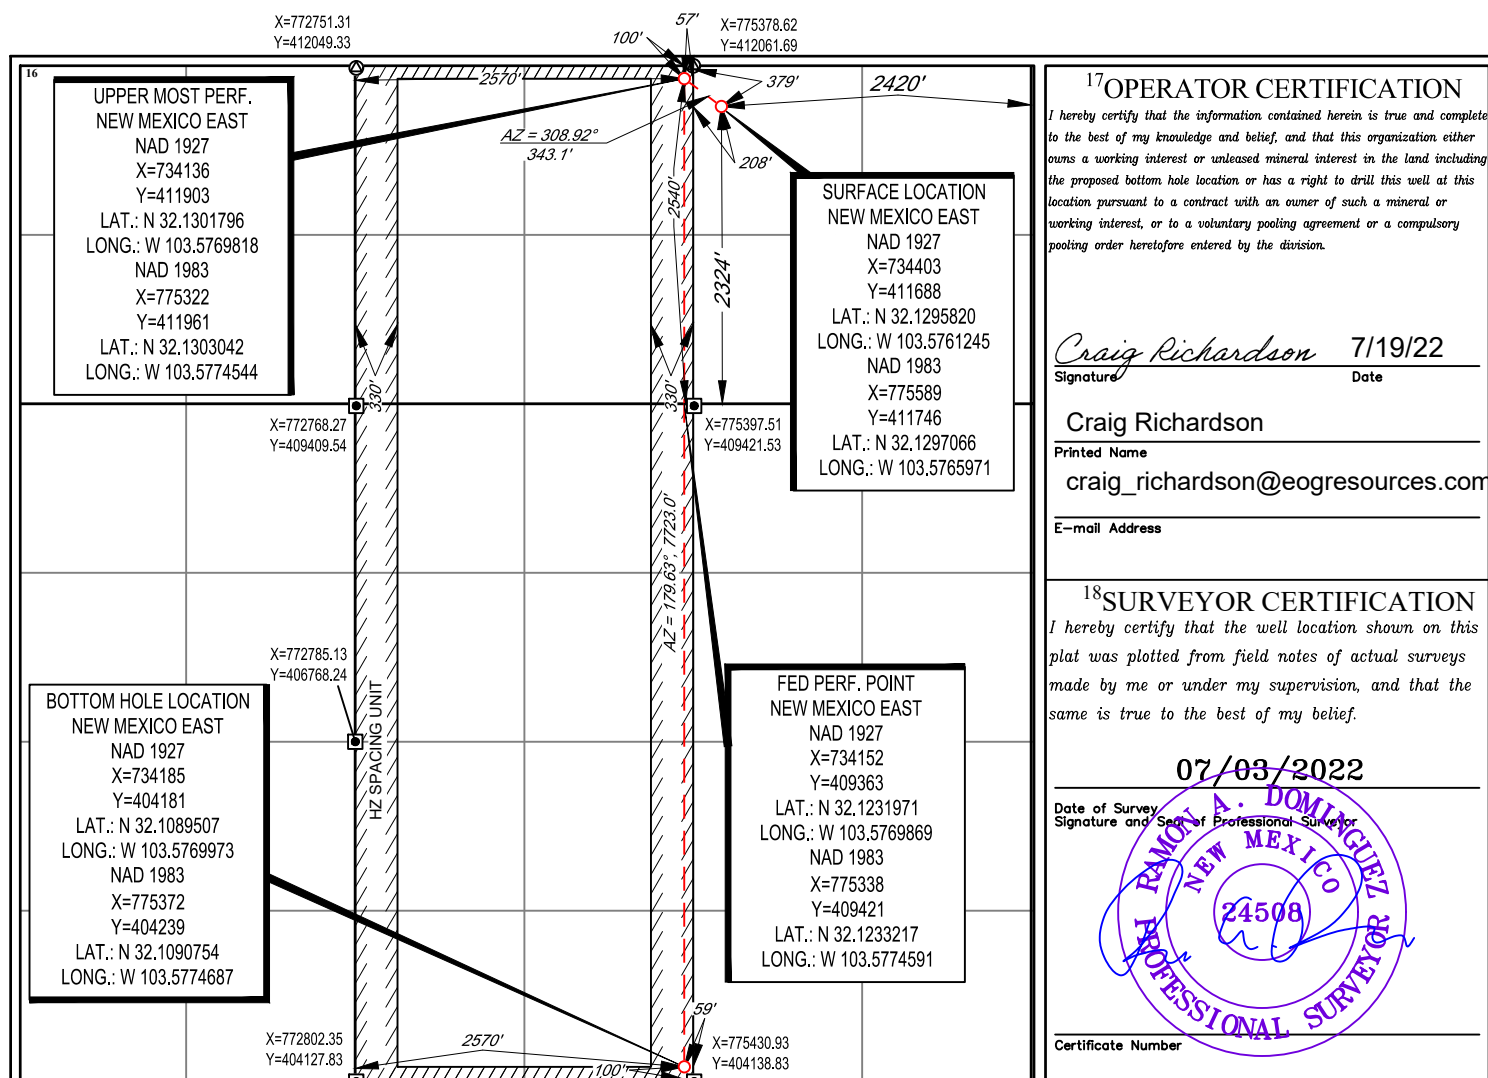 X=772751.31
Y=412049.33
57'
100'
X=775378.62
Y=412061.69
16
2570'
379'
2420'
UPPER MOST PERF.
NEW MEXICO EAST
NAD 1927
X=734136
Y=411903
LAT.: N 32.1301796
LONG.: W 103.5769818
NAD 1983
X=775322
Y=411961
LAT.: N 32.1303042
LONG.: W 103.5774544
AZ = 308.92°
343.1'
208'
2540'
2324'
330'
330'
SURFACE LOCATION
NEW MEXICO EAST
NAD 1927
X=734403
Y=411688
LAT.: N 32.1295820
LONG.: W 103.5761245
NAD 1983
X=775589
Y=411746
LAT.: N 32.1297066
LONG.: W 103.5765971
X=772768.27
Y=409409.54
X=775397.51
Y=409421.53
AZ = 179.63°, 7723.0'
X=772785.13
Y=406768.24
HZ SPACING UNIT
BOTTOM HOLE LOCATION
NEW MEXICO EAST
NAD 1927
X=734185
Y=404181
LAT.: N 32.1089507
LONG.: W 103.5769973
NAD 1983
X=775372
Y=404239
LAT.: N 32.1090754
LONG.: W 103.5774687
FED PERF. POINT
NEW MEXICO EAST
NAD 1927
X=734152
Y=409363
LAT.: N 32.1231971
LONG.: W 103.5769869
NAD 1983
X=775338
Y=409421
LAT.: N 32.1233217
LONG.: W 103.5774591
X=772802.35
Y=404127.83
2570'
59'
100'
X=775430.93
Y=404138.83
17OPERATOR CERTIFICATION
I hereby certify that the information contained herein is true and complete
to the best of my knowledge and belief, and that this organization either
owns a working interest or unleased mineral interest in the land including
the proposed bottom hole location or has a right to drill this well at this
location pursuant to a contract with an owner of such a mineral or
working interest, or to a voluntary pooling agreement or a compulsory
pooling order heretofore entered by the division.
Craig Richardson 7/19/22
Signature Date
Craig Richardson
Printed Name
craig_richardson@eogresources.com
E-mail Address
18SURVEYOR CERTIFICATION
I hereby certify that the well location shown on this
plat was plotted from field notes of actual surveys
made by me or under my supervision, and that the
same is true to the best of my belief.
07/03/2022
Date of Survey
Signature and Seal of Professional Surveyor
RAMON A. DOMINGUEZ
NEW MEXICO
24508
PROFESSIONAL SURVEYOR
Certificate Number